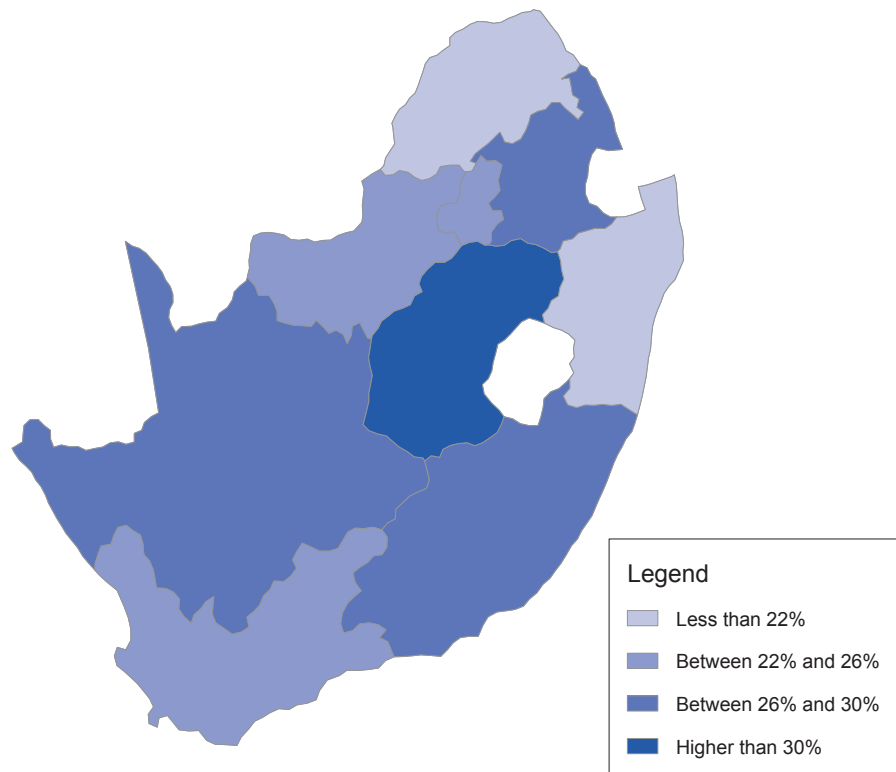 Legend
Less than 22%
Between 22% and 26%
Between 26% and 30%
Higher than 30%